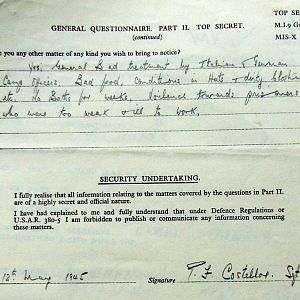 TOP SE
GENERAL QUESTIONNAIRE. PART II. TOP SECRET.
(continued)
M.I.9 G
MIS-X
you any other matter of any kind you wish to bring to notice?
Yes, General Bad treatment by Italian & German
Camp Officers. Bad food, Conditions in Huts & dirty
etc. No Baths for weeks, violence towards prisoners
who were too weak & ill to work.
SECURITY UNDERTAKING.
I fully realise that all information relating to the matters covered by the questions in Part II.
are of a highly secret and official nature.
I have had explained to me and fully understand that under Defence Regulations or
U.S.A.R. 380-5 I am forbidden to publish or communicate any information concerning
these matters.
12th May 1945
Signature T. F Costelloe. Sgt